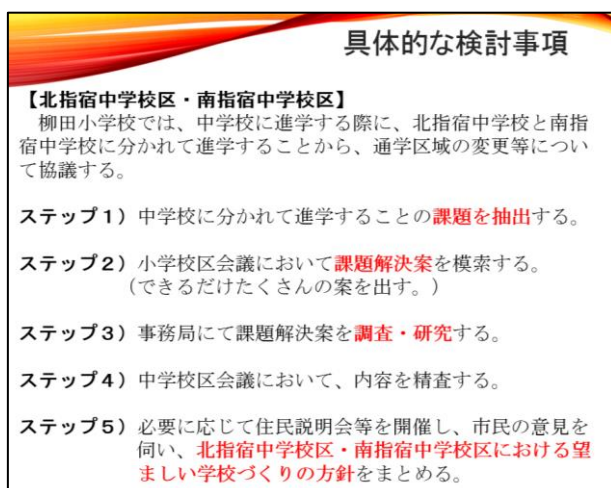 具体的な検討事項
【北指宿中学校区・南指宿中学校区】
柳田小学校では、中学校に進学する際に、北指宿中学校と南指
宿中学校に分かれて進学することから、通学区域の変更等につい
て協議する。
ステップ１）中学校に分かれて進学することの課題を抽出する。
ステップ２）小学校区会議において課題解決案を模索する。
（できるだけたくさんの案を出す。）
ステップ３）事務局にて課題解決案を調査・研究する。
ステップ４）中学校区会議において、内容を精査する。
ステップ５）必要に応じて住民説明会等を開催し、市民の意見を
伺い、北指宿中学校区・南指宿中学校区における望
ましい学校づくりの方針をまとめる。